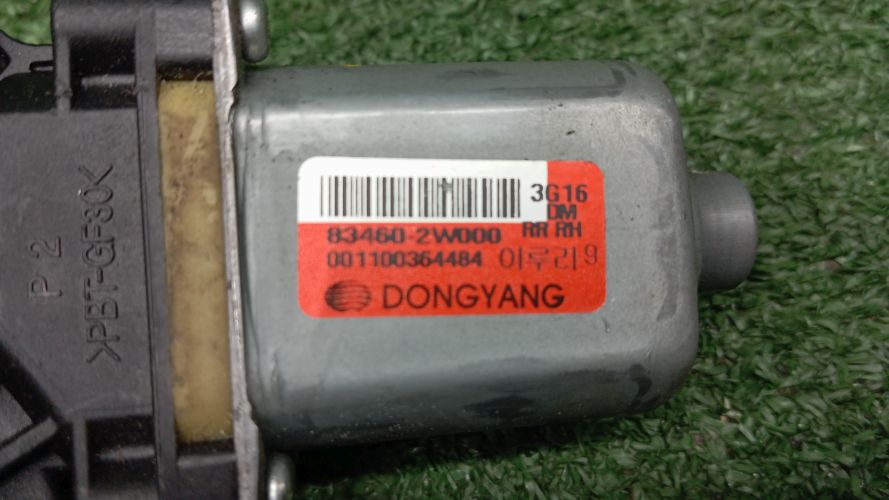 3G16
DM
RR RH
83460-2W000
001100364484 이루리 9
DONGYANG
P 2
>PBT-GF30<